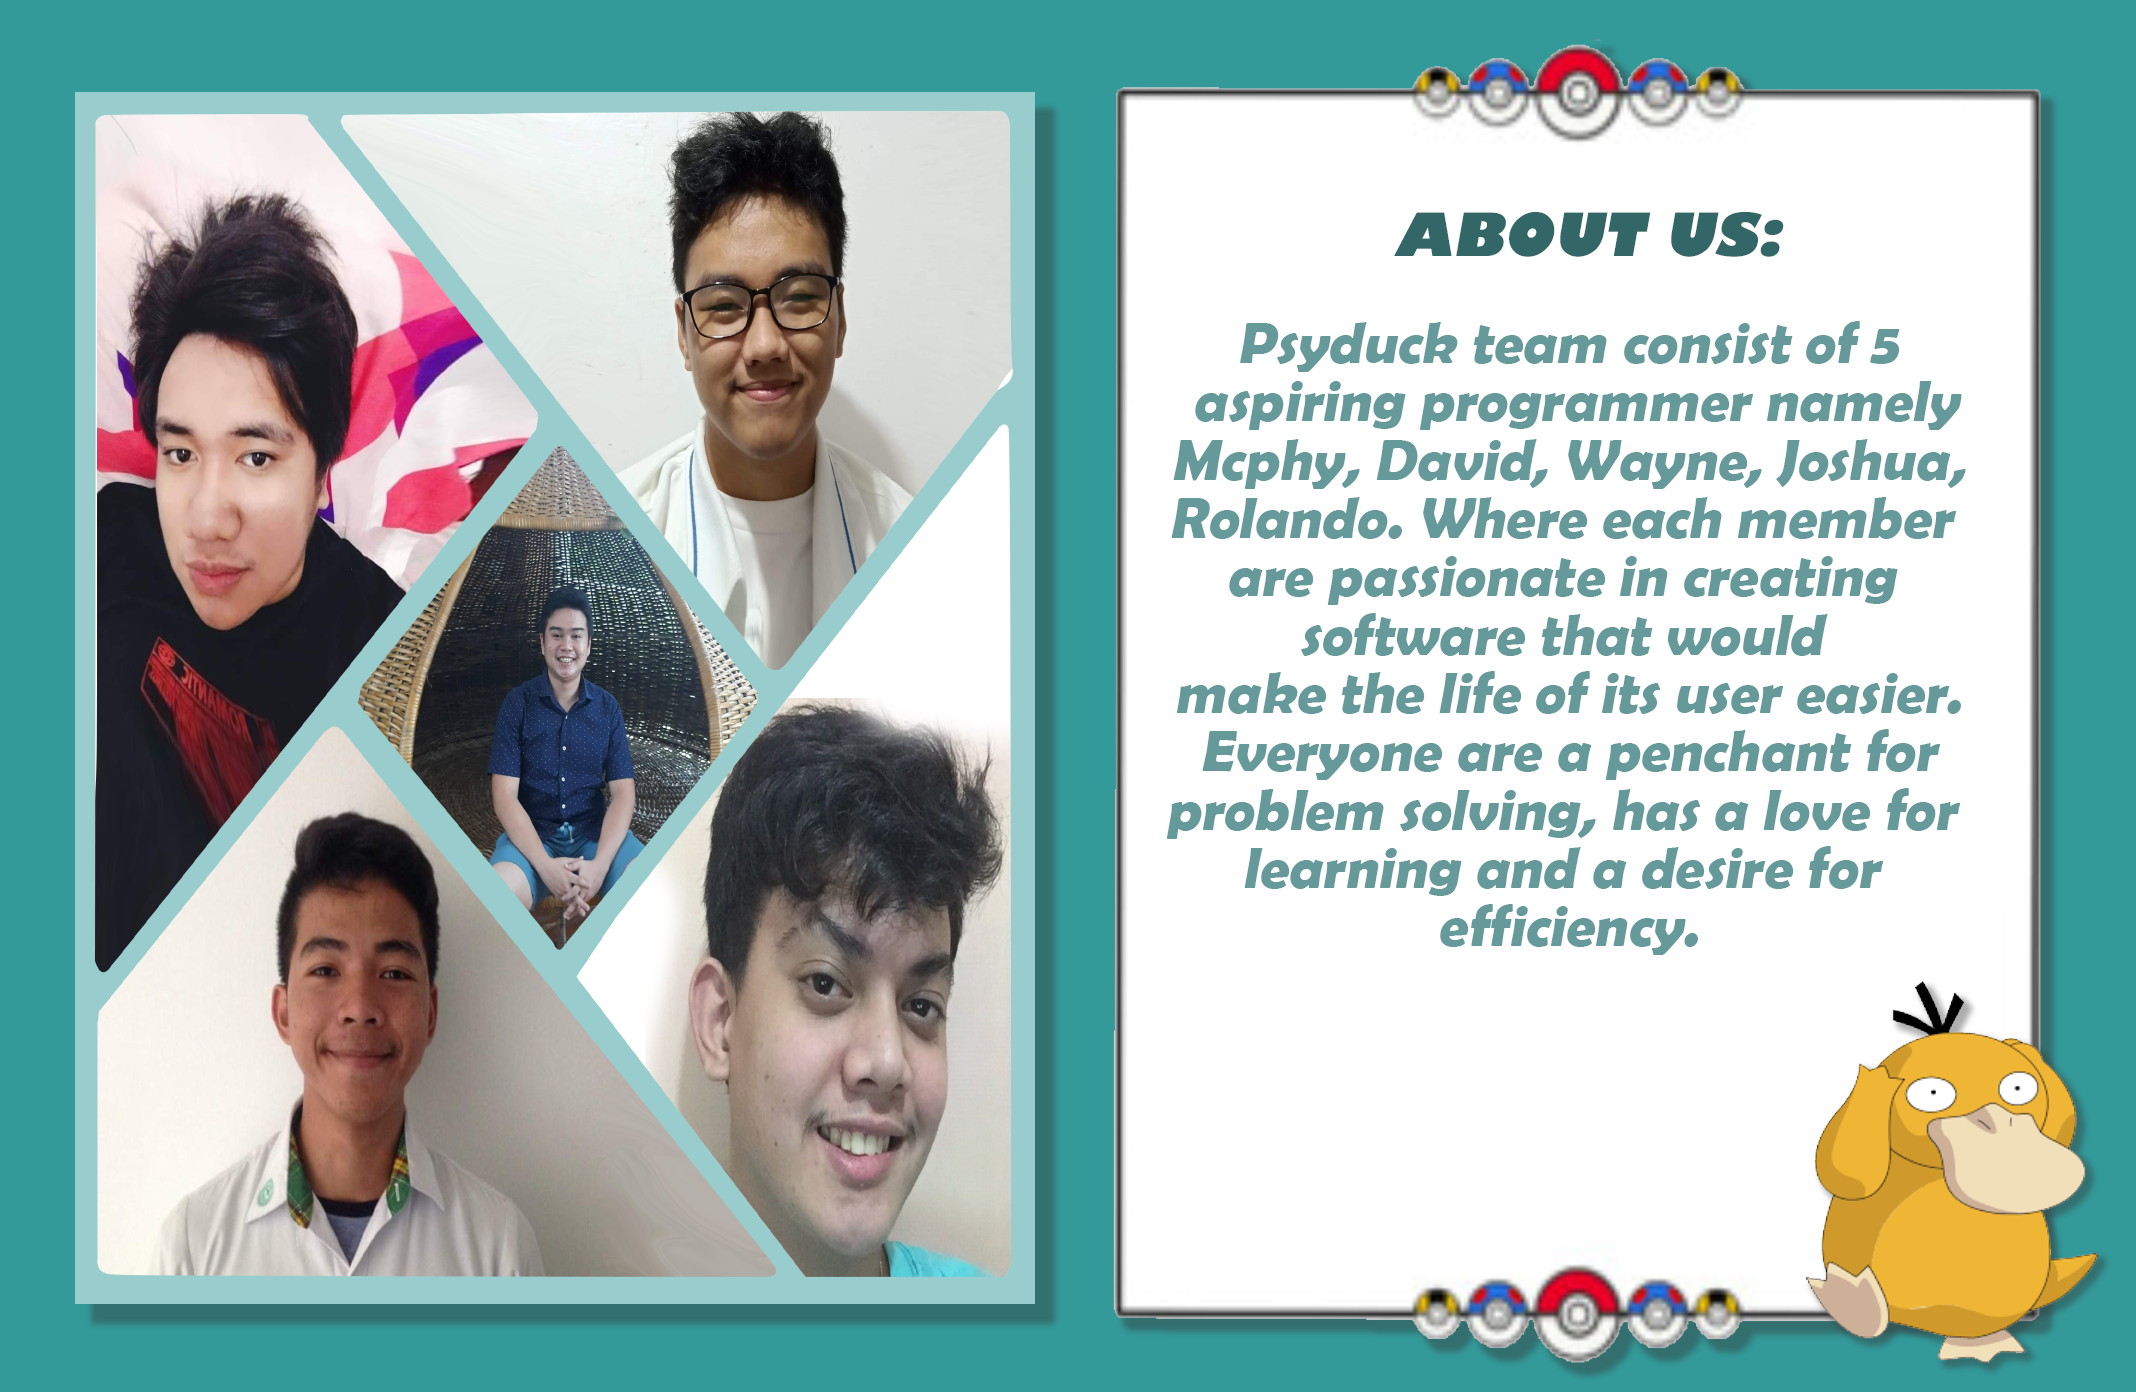 ABOUT US:
Psyduck team consist of 5
aspiring programmer namely
Mcphy, David, Wayne, Joshua,
Rolando. Where each member
are passionate in creating
software that would
make the life of its user easier.
Everyone are a penchant for
problem solving, has a love for
learning and a desire for
efficiency.